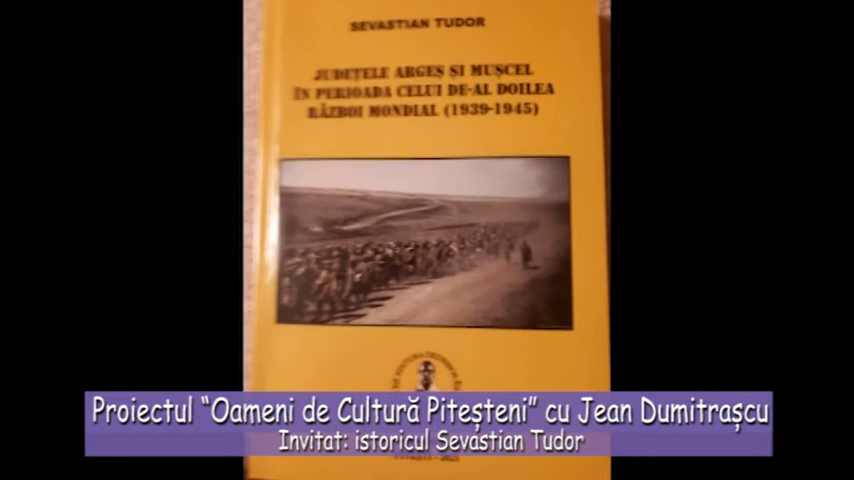 SEVASTIAN TUDOR
JUDEȚELE ARGEȘ ȘI MUȘCEL
ÎN PERIOADA CELUI DE-AL DOILEA
RĂZBOI MONDIAL (1939-1945)
Proiectul “Oameni de Cultură Piteșteni” cu Jean Dumitrașcu
Invitat: istoricul Sevastian Tudor